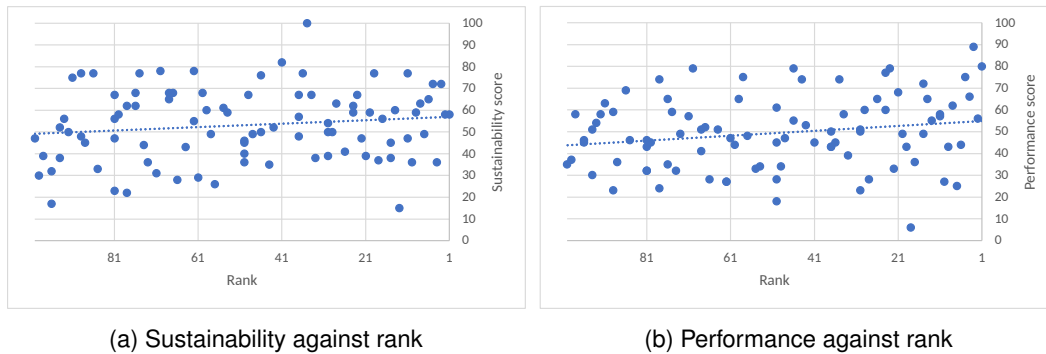 100
90
80
70
60
50
40
30
20
10
0
Sustainability score
81 61 41 21 1
Rank
(a) Sustainability against rank
100
90
80
70
60
50
40
30
20
10
0
Performance score
81 61 41 21 1
Rank
(b) Performance against rank